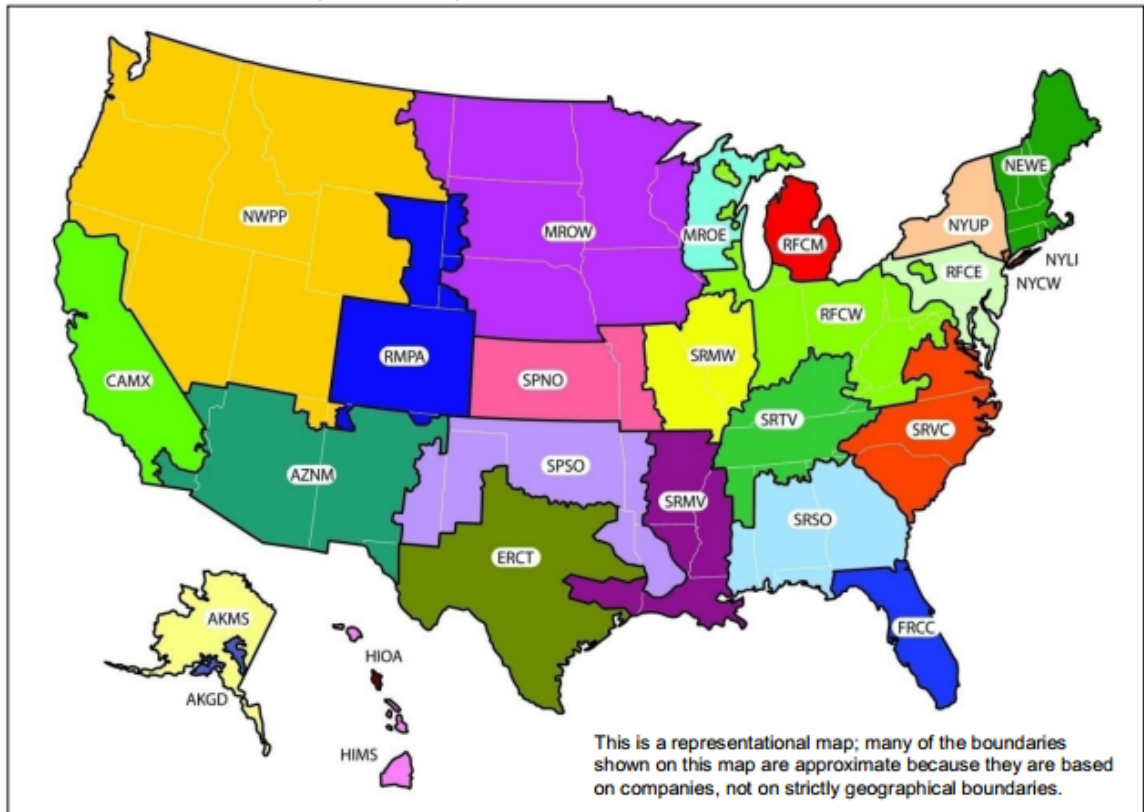 NEWE
NWPP
MROW
MROE
RFCM
NYUP
NYLI
RFCE
NYCW
RFCW
RMPA
SRMW
CAMX
SPNO
SRTV
SRVC
AZNM
SPSO
SRMV
SRSO
ERCT
AKMS
FRCC
HIOA
AKGD
HIMS
This is a representational map; many of the boundaries
shown on this map are approximate because they are based
on companies, not on strictly geographical boundaries.